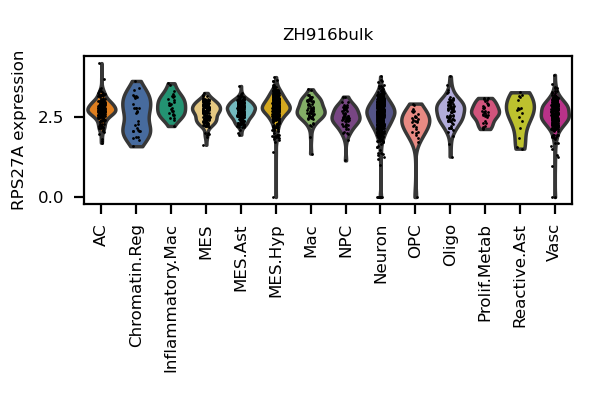 ZH916bulk
RPS27A expression
2.5
0.0
AC
Chromatin.Reg
Inflammatory.Mac
MES
MES.Ast
MES.Hyp
Mac
NPC
Neuron
OPC
Oligo
Prolif.Metab
Reactive.Ast
Vasc